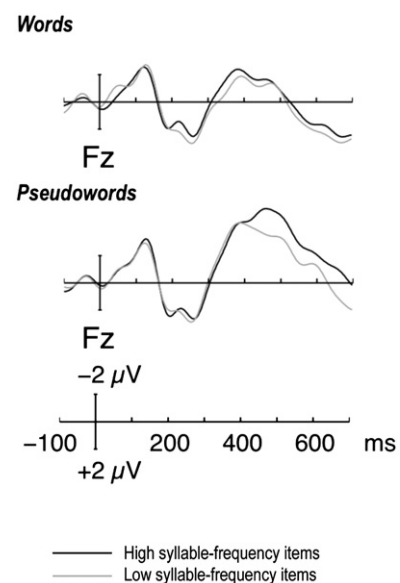 Words
Fz
Pseudowords
Fz
−2 µV
−100 200 400 600 ms
+2 µV
High syllable-frequency items
Low syllable-frequency items